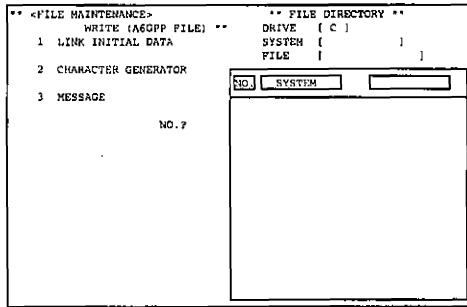 ** <FILE MAINTENANCE>
WRITE (A6GPP FILE) **
1 LINK INITIAL DATA
2 CHARACTER GENERATOR
3 MESSAGE
NO.?
** FILE DIRECTORY **
DRIVE [ C ]
SYSTEM [ ]
FILE [ ]
NO. SYSTEM